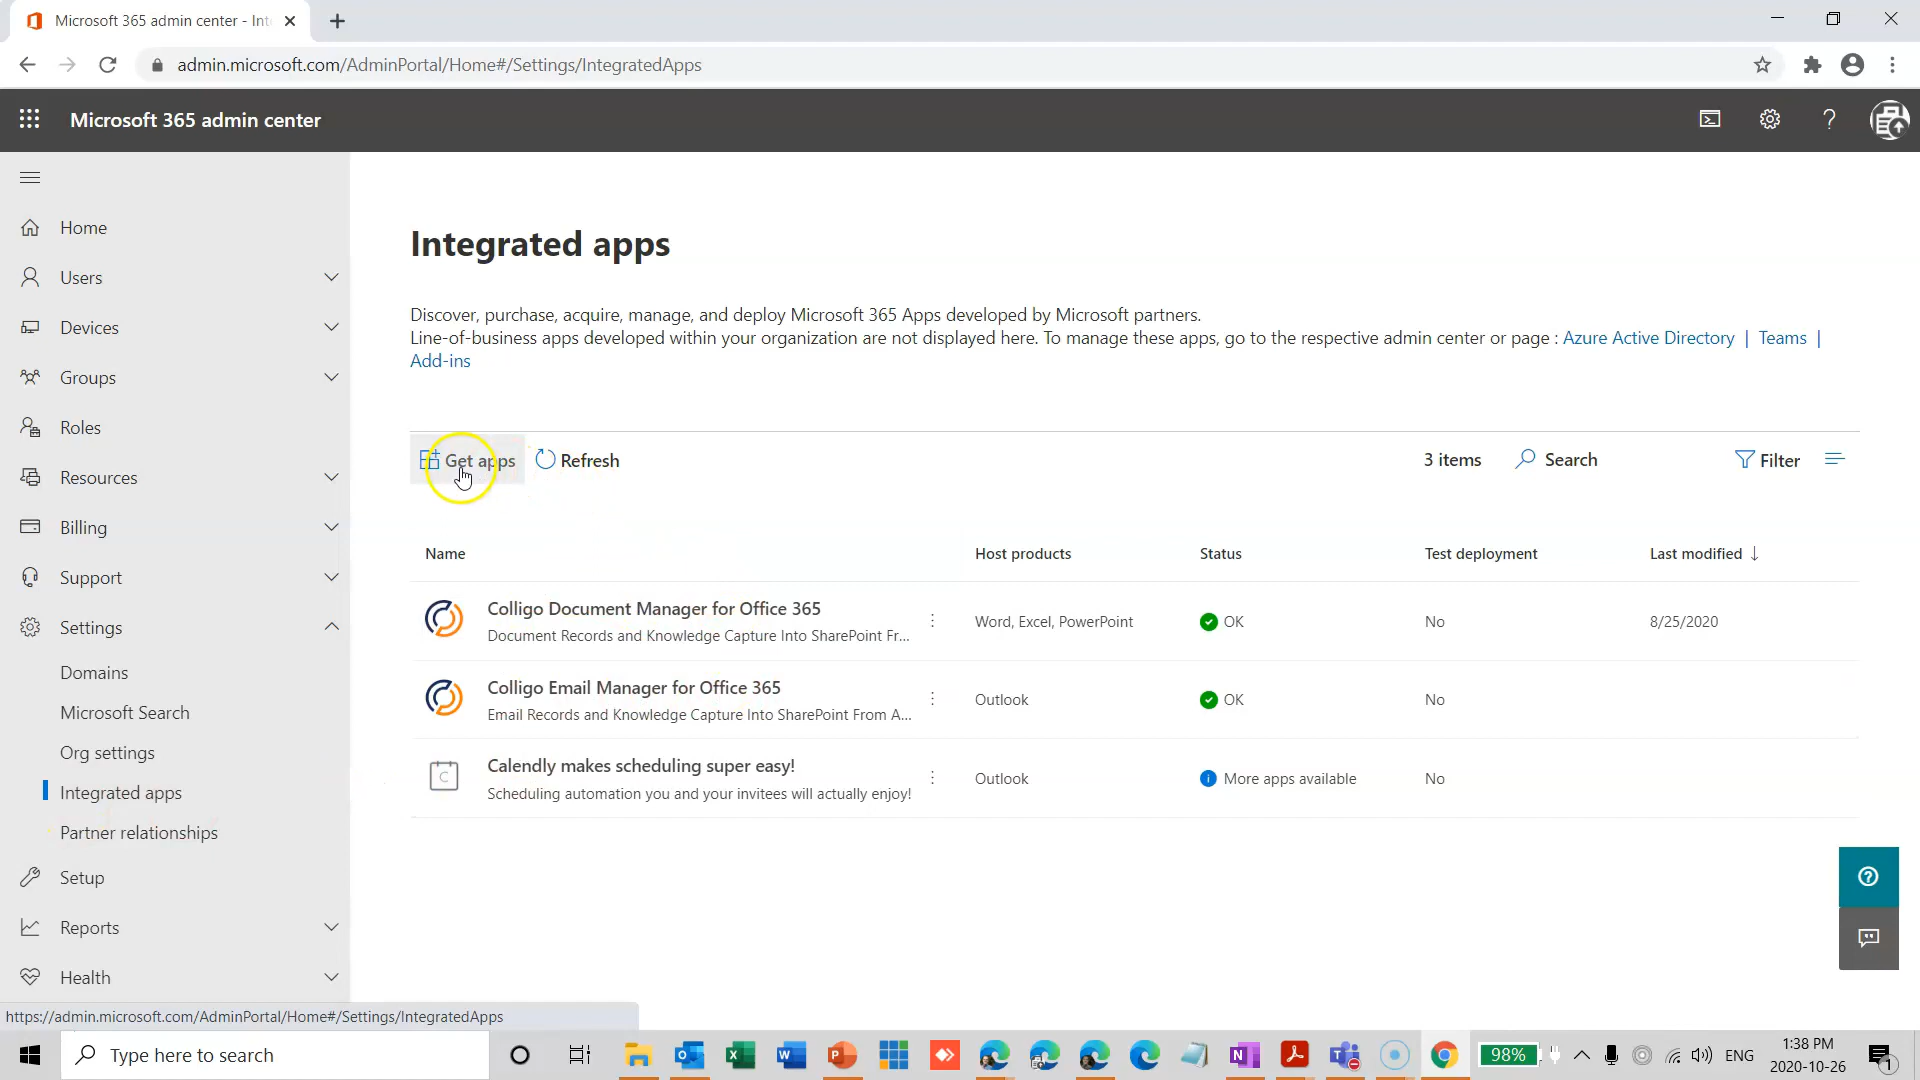 Microsoft 365 admin center - Int
admin.microsoft.com/AdminPortal/Home#/Settings/IntegratedApps
Microsoft 365 admin center
Home
Users
Devices
Groups
Roles
Resources
Billing
Support
Settings
Domains
Microsoft Search
Org settings
Integrated apps
Partner relationships
Setup
Reports
Health
Integrated apps
Discover, purchase, acquire, manage, and deploy Microsoft 365 Apps developed by Microsoft partners.
Line-of-business apps developed within your organization are not displayed here. To manage these apps, go to the respective admin center or page : Azure Active Directory | Teams |
Add-ins
Get apps Refresh 3 items Search Filter
Name Host products Status Test deployment Last modified ↓
Colligo Document Manager for Office 365
Document Records and Knowledge Capture Into SharePoint Fr...
Word, Excel, PowerPoint OK No 8/25/2020
Colligo Email Manager for Office 365
Email Records and Knowledge Capture Into SharePoint From A...
Outlook OK No
C
Calendly makes scheduling super easy!
Scheduling automation you and your invitees will actually enjoy!
Outlook More apps available No
https://admin.microsoft.com/AdminPortal/Home#/Settings/IntegratedApps
Type here to search
98%
ENG
1:38 PM
2020-10-26
1